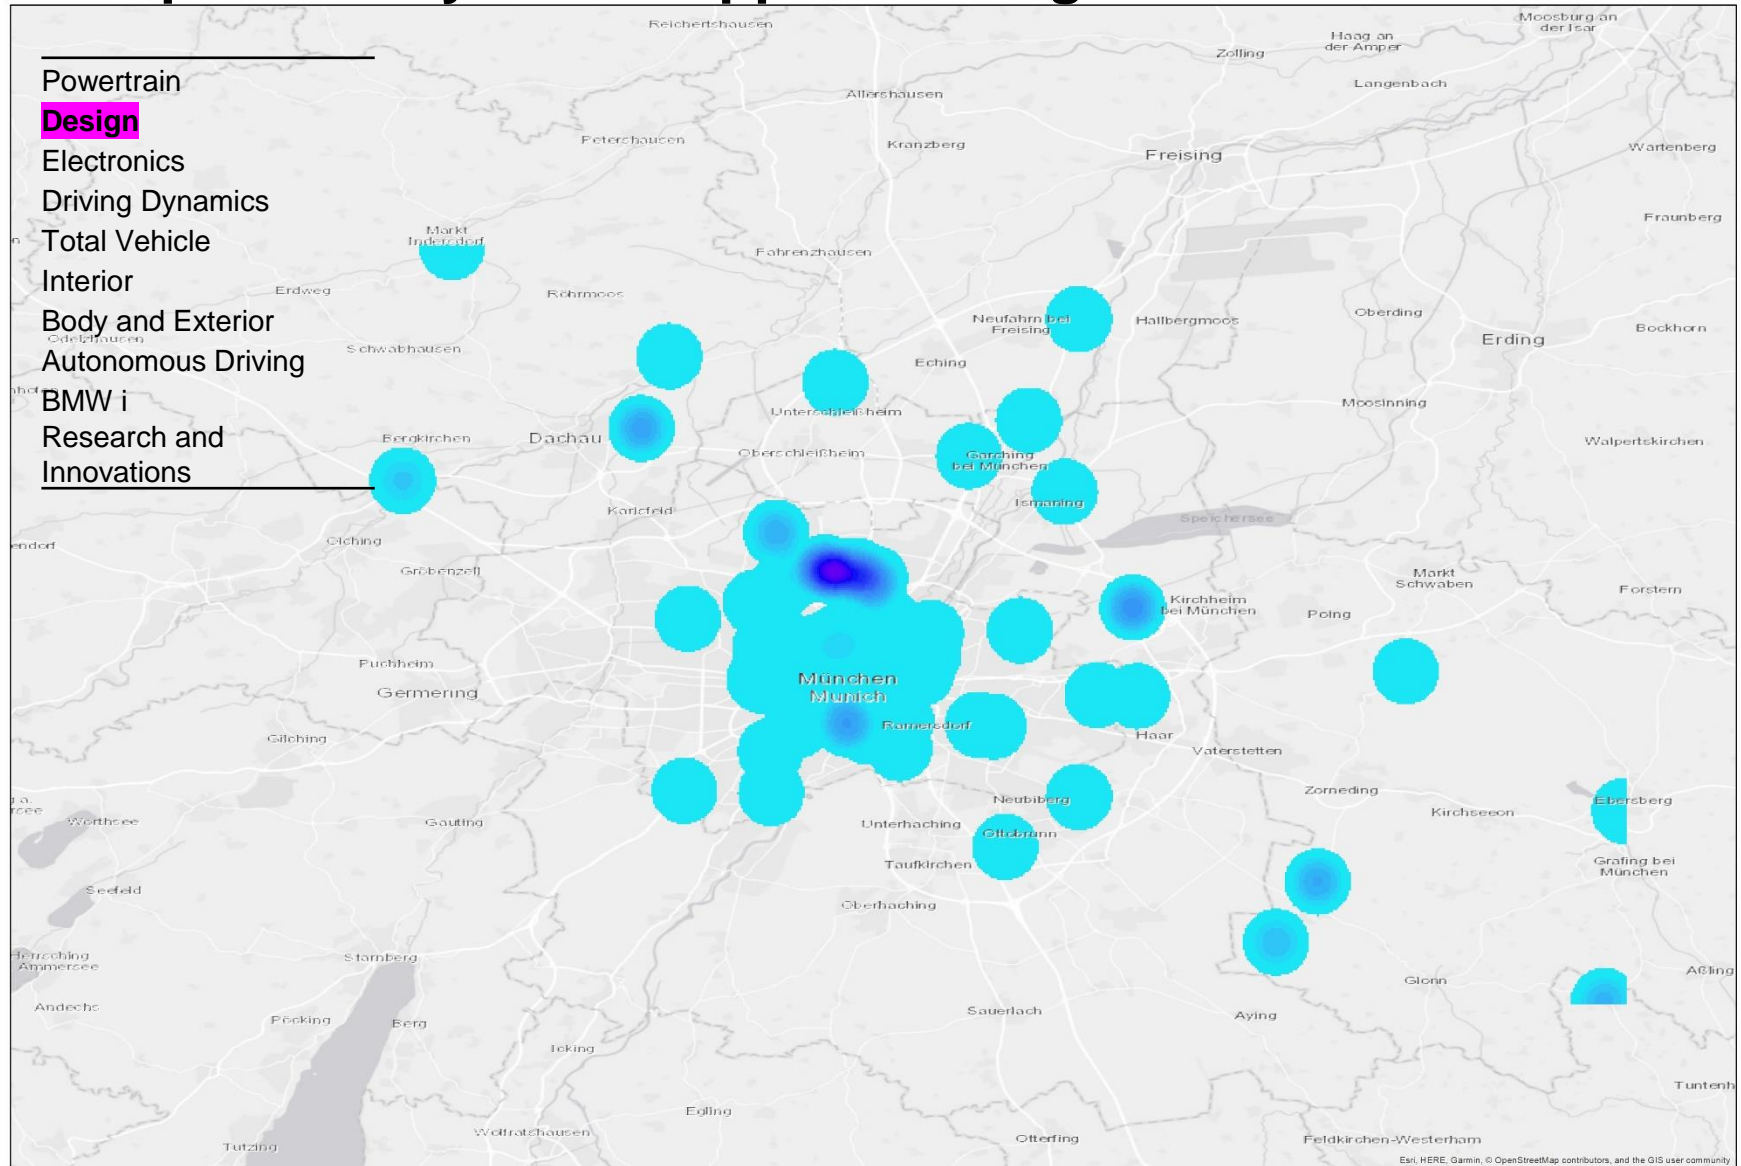 Reichertshausen
Moosburg an
der Isar
Haag an
der Amper
Zolling
Powertrain
Langenbach
Allershausen
Design
Petershausen
Kranzberg
Freising
Wartenberg
Electronics
Driving Dynamics
Fraunberg
Markt
Indersdorf
Total Vehicle
Fahrenzhausen
Interior
Erdweg
Röhrmoos
Body and Exterior
Neufahrn bei
Freising
Hallbergmoos
Oberding
Bockhorn
Odelzhausen
Schwabhausen
Erding
Autonomous Driving
Eching
BMW i
Unterschleißheim
Moosinning
Research and
Innovations
Bergkirchen
Dachau
Oberschleißheim
Garching
bei München
Walpertskirchen
Ismaning
Karlsfeld
Speichersee
Olching
Gröbenzell
Markt
Schwaben
Forstern
Kirchheim
bei München
Poing
Puchheim
Germering
München
Munich
Ramersdorf
Haar
Gilching
Vaterstetten
Neubiberg
Zorneding
Ebersberg
Kirchseeon
Wörthsee
Gauting
Unterhaching
Ottobrunn
Taufkirchen
Grafing bei
München
Seefeld
Oberhaching
Herrsching
Ammersee
Starnberg
Aßling
Glonn
Andechs
Pöcking
Berg
Sauerlach
Aying
Icking
Tuntenh
Egling
Wolfratshausen
Otterfing
Feldkirchen-Westerham
Tutzing
Esri, HERE, Garmin, © OpenStreetMap contributors, and the GIS user community